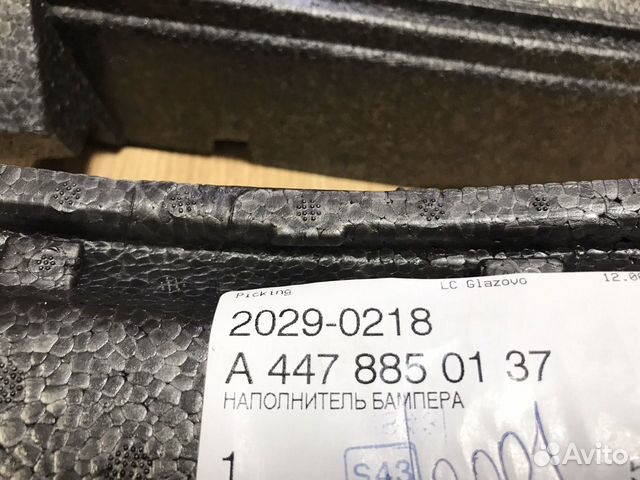 Picking LC Glazovo 12.0
2029-0218
A 447 885 01 37
НАПОЛНИТЕЛЬ БАМПЕРА
1
S43
Avito